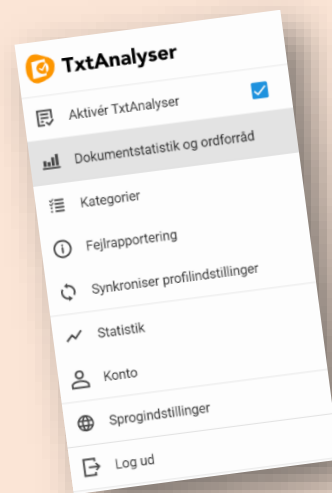 TxtAnalyser
Aktivér TxtAnalyser
Dokumentstatistik og ordforråd
Kategorier
Fejlrapportering
Synkroniser profilindstillinger
Statistik
Konto
Sprogindstillinger
Log ud